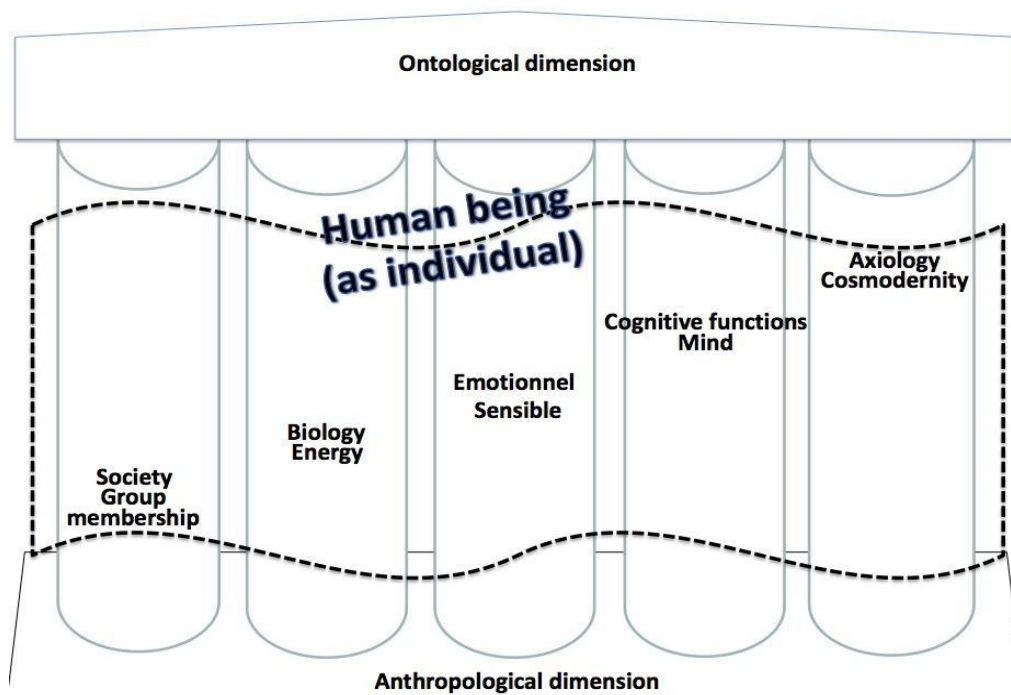 Ontological dimension
Human being
(as individual)
Axiology
Cosmodernity
Cognitive functions
Mind
Emotionnel
Sensible
Biology
Energy
Society
Group
membership
Anthropological dimension